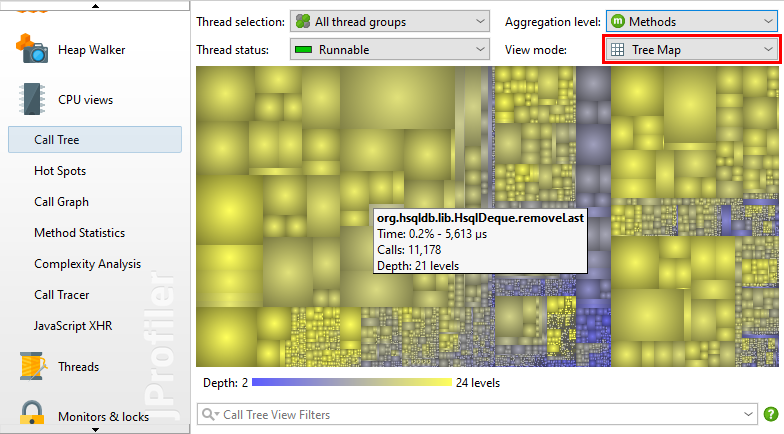 Heap Walker
CPU views
Call Tree
Hot Spots
Call Graph
Method Statistics
Complexity Analysis
Call Tracer
JavaScript XHR
Threads
Monitors & locks
JProfiler
Thread selection: All thread groups
Aggregation level: m Methods
Thread status: Runnable
View mode: Tree Map
org.hsqldb.lib.HsqlDeque.removeLast
Time: 0.2% - 5,613 µs
Calls: 11,178
Depth: 21 levels
Depth: 2 24 levels
Call Tree View Filters
?